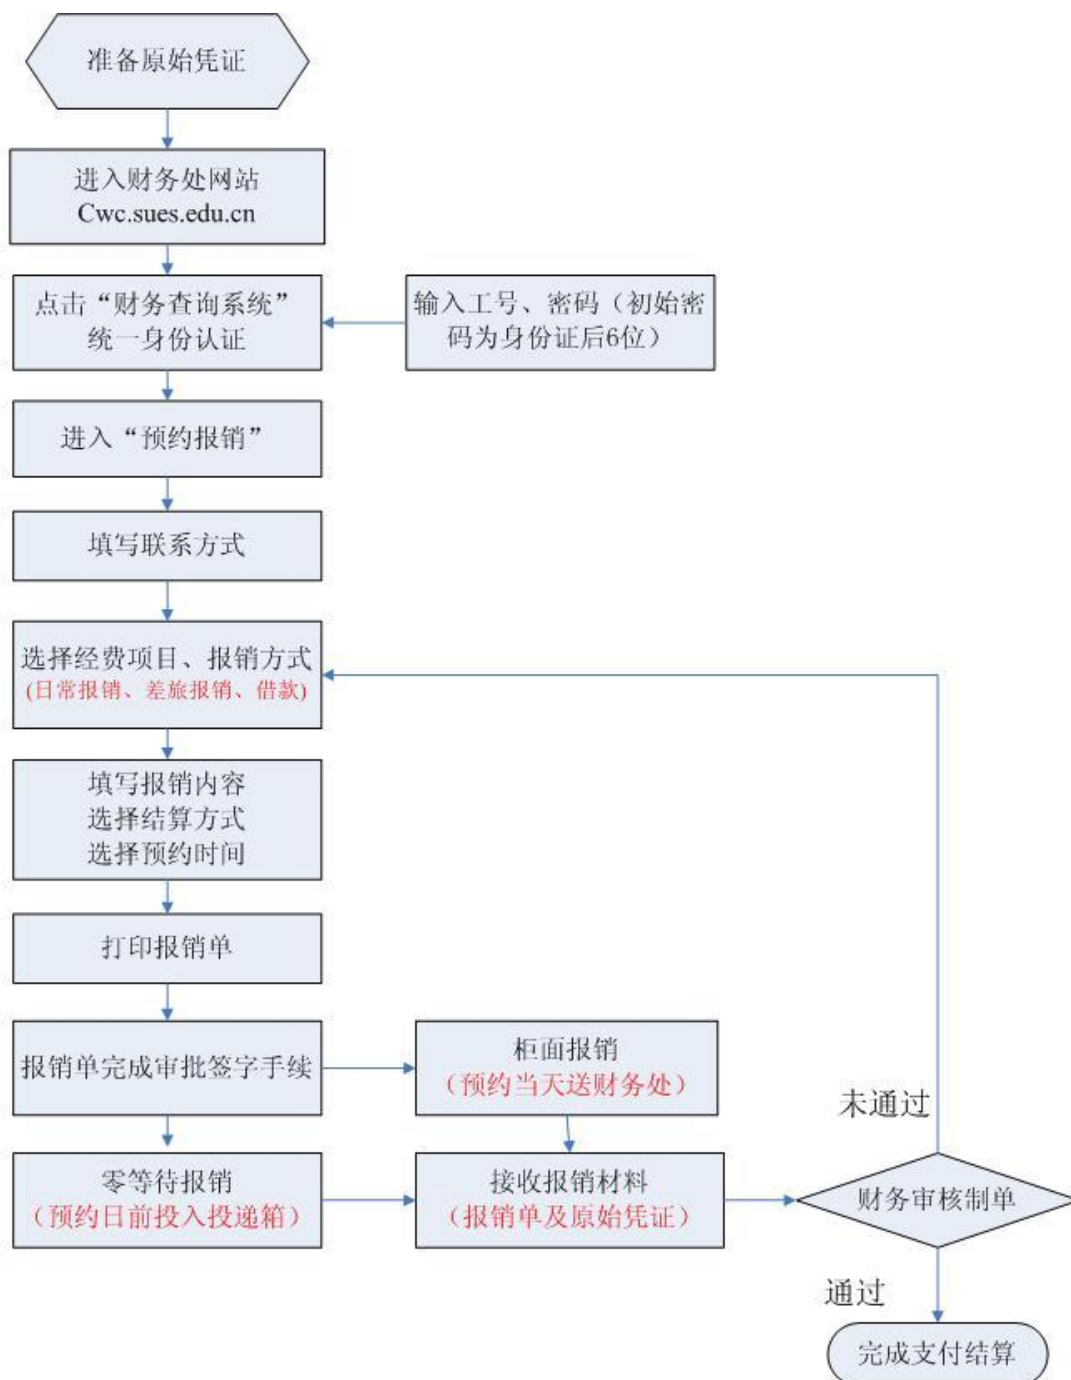 准备原始凭证
进入财务处网站
Cwc.sues.edu.cn
点击“财务查询系统”
统一身份认证
输入工号、密码（初始密
码为身份证后6位）
进入“预约报销”
填写联系方式
选择经费项目、报销方式
(日常报销、差旅报销、借款)
填写报销内容
选择结算方式
选择预约时间
打印报销单
报销单完成审批签字手续
柜面报销
（预约当天送财务处）
未通过
零等待报销
（预约日前投入投递箱）
接收报销材料
（报销单及原始凭证）
财务审核制单
通过
完成支付结算